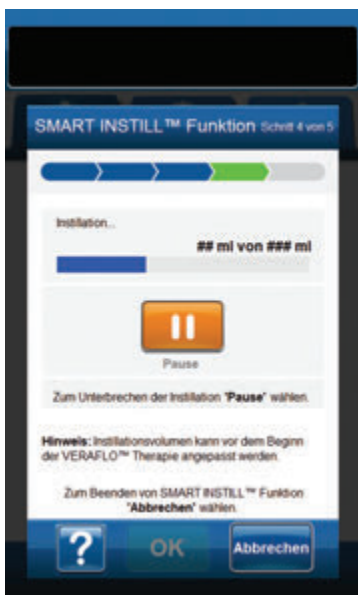 SMART INSTILL™ Funktion Schritt 4 von 5
Instillation...
## ml von ### ml
Pause
Zum Unterbrechen der Instillation "Pause" wählen.
Hinweis: Instillationsvolumen kann vor dem Beginn
der VERAFLO™ Therapie angepasst werden.
Zum Beenden von SMART INSTILL™ Funktion
"Abbrechen" wählen.
?
OK
Abbrechen